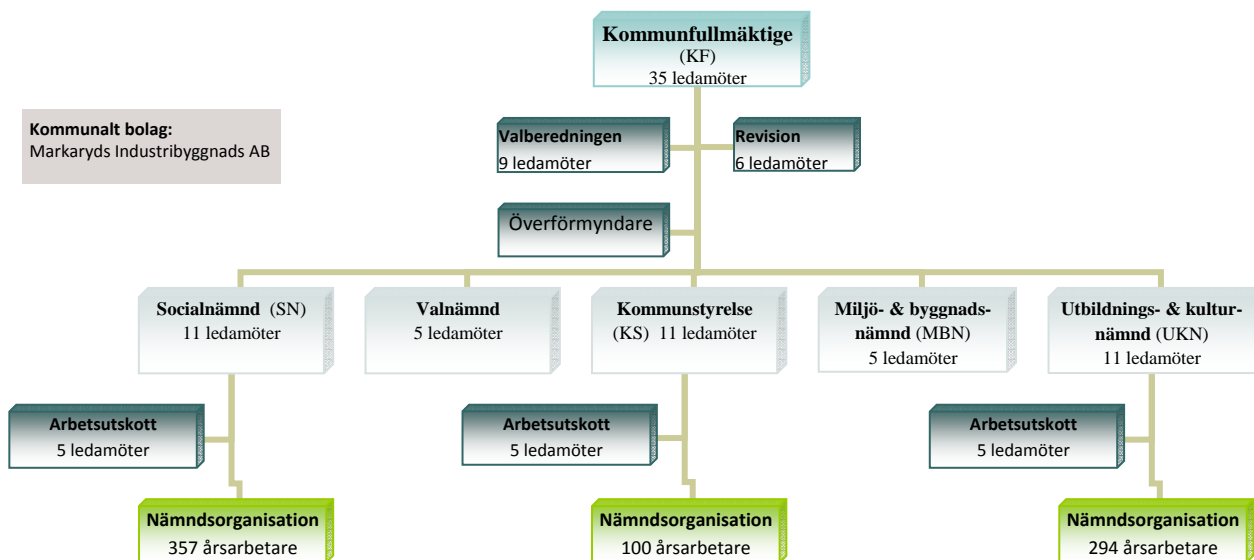 Kommunfullmäktige
(KF)
35 ledamöter
Kommunalt bolag:
Markaryds Industribyggnads AB
Valberedningen
9 ledamöter
Revision
6 ledamöter
Överförmyndare
Socialnämnd (SN)
11 ledamöter
Valnämnd
5 ledamöter
Kommunstyrelse
(KS) 11 ledamöter
Miljö- & byggnads-
nämnd (MBN)
5 ledamöter
Utbildnings- & kultur-
nämnd (UKN)
11 ledamöter
Arbetsutskott
5 ledamöter
Arbetsutskott
5 ledamöter
Arbetsutskott
5 ledamöter
Nämndsorganisation
357 årsarbetare
Nämndsorganisation
100 årsarbetare
Nämndsorganisation
294 årsarbetare